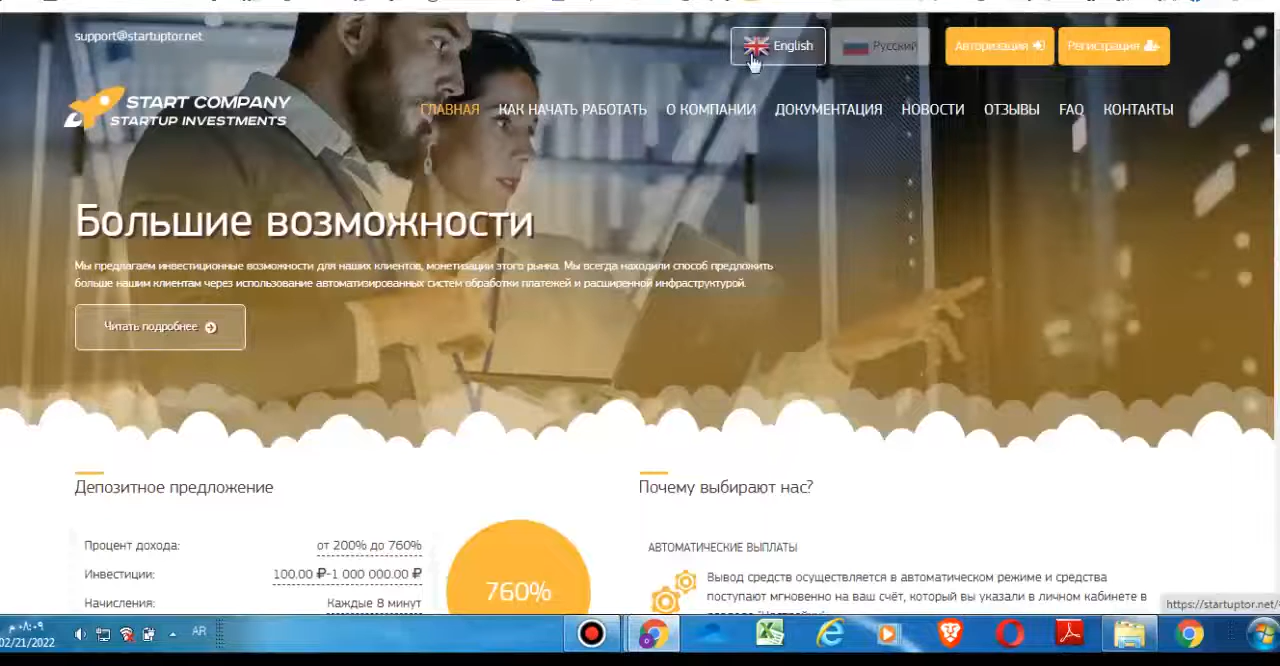 support@startuptor.net
English
Русский
Авторизация
Регистрация
START COMPANY
STARTUP INVESTMENTS
ГЛАВНАЯ
КАК НАЧАТЬ РАБОТАТЬ
О КОМПАНИИ
ДОКУМЕНТАЦИЯ
НОВОСТИ
ОТЗЫВЫ
FAQ
КОНТАКТЫ
Большие возможности
Мы предлагаем инвестиционные возможности для наших клиентов, монетизации этого рынка. Мы всегда находили способ предложить
больше нашим клиентам через использование автоматизированных систем обработки платежей и расширенной инфраструктурой.
Читать подробнее
Депозитное предложение
Процент дохода:
от 200% до 760%
Инвестиции:
100.00 ₽-1 000 000.00 ₽
Начисления:
Каждые 8 минут
760%
Почему выбирают нас?
АВТОМАТИЧЕСКИЕ ВЫПЛАТЫ
Вывод средств осуществляется в автоматическом режиме и средства
поступают мгновенно на ваш счёт, который вы указали в личном кабинете в
https://startuptor.net/
AR
م ٠٨:٠٩
02/21/2022